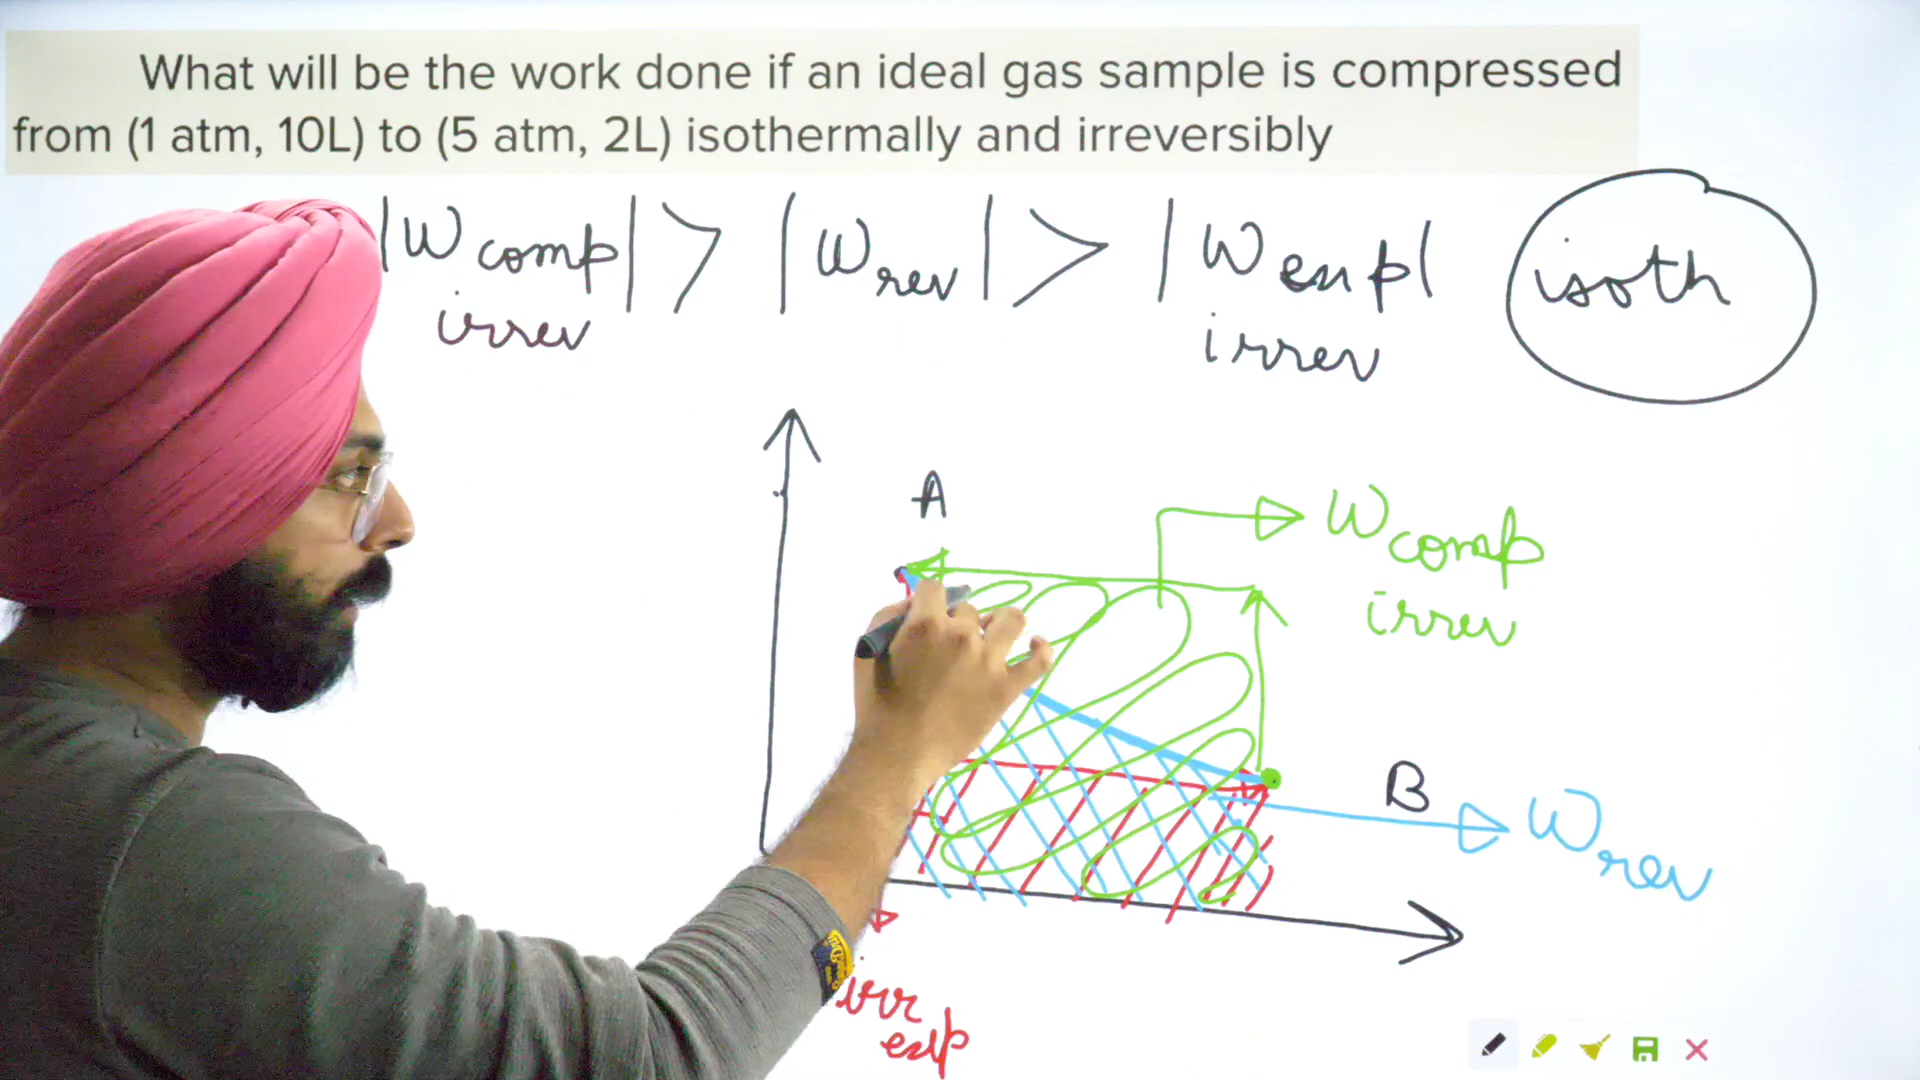 What will be the work done if an ideal gas sample is compressed
from (1 atm, 10L) to (5 atm, 2L) isothermally and irreversibly
|W comp| > |W rev| > |W exp| isoth
irrev irrev
A
W comp
irrev
B
W rev
irr
exp